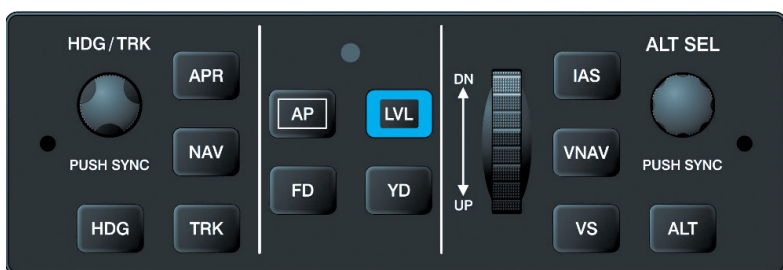 HDG / TRK
APR
NAV
PUSH SYNC
HDG
TRK
AP
LVL
FD
YD
DN
UP
IAS
VNAV
VS
ALT SEL
PUSH SYNC
ALT